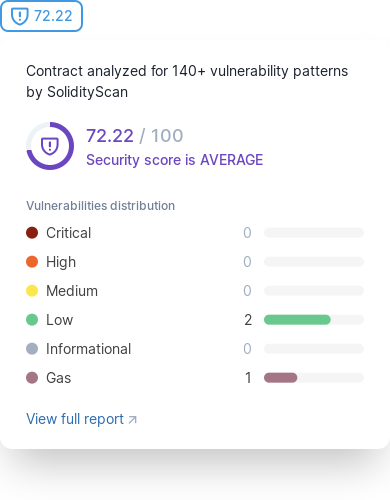 72.22
Contract analyzed for 140+ vulnerability patterns
by SolidityScan
72.22 / 100
Security score is AVERAGE
Vulnerabilities distribution
Critical 0
High 0
Medium 0
Low 2
Informational 0
Gas 1
View full report